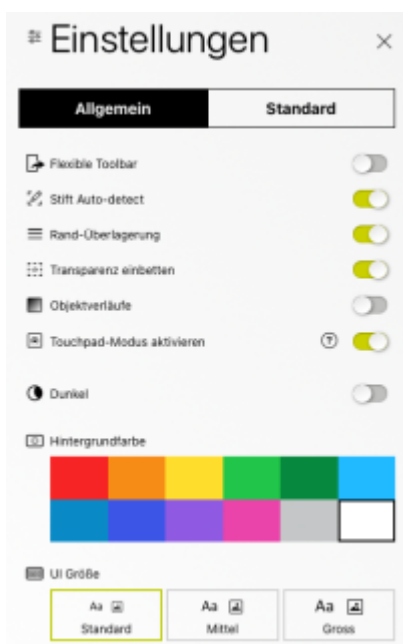 Einstellungen
Allgemein Standard
Flexible Toolbar
Stift Auto-detect
Rand-Überlagerung
Transparenz einbetten
Objektverläufe
Touchpad-Modus aktivieren ?
Dunkel
Hintergrundfarbe
UI Größe
Aa Aa Aa
Standard Mittel Gross